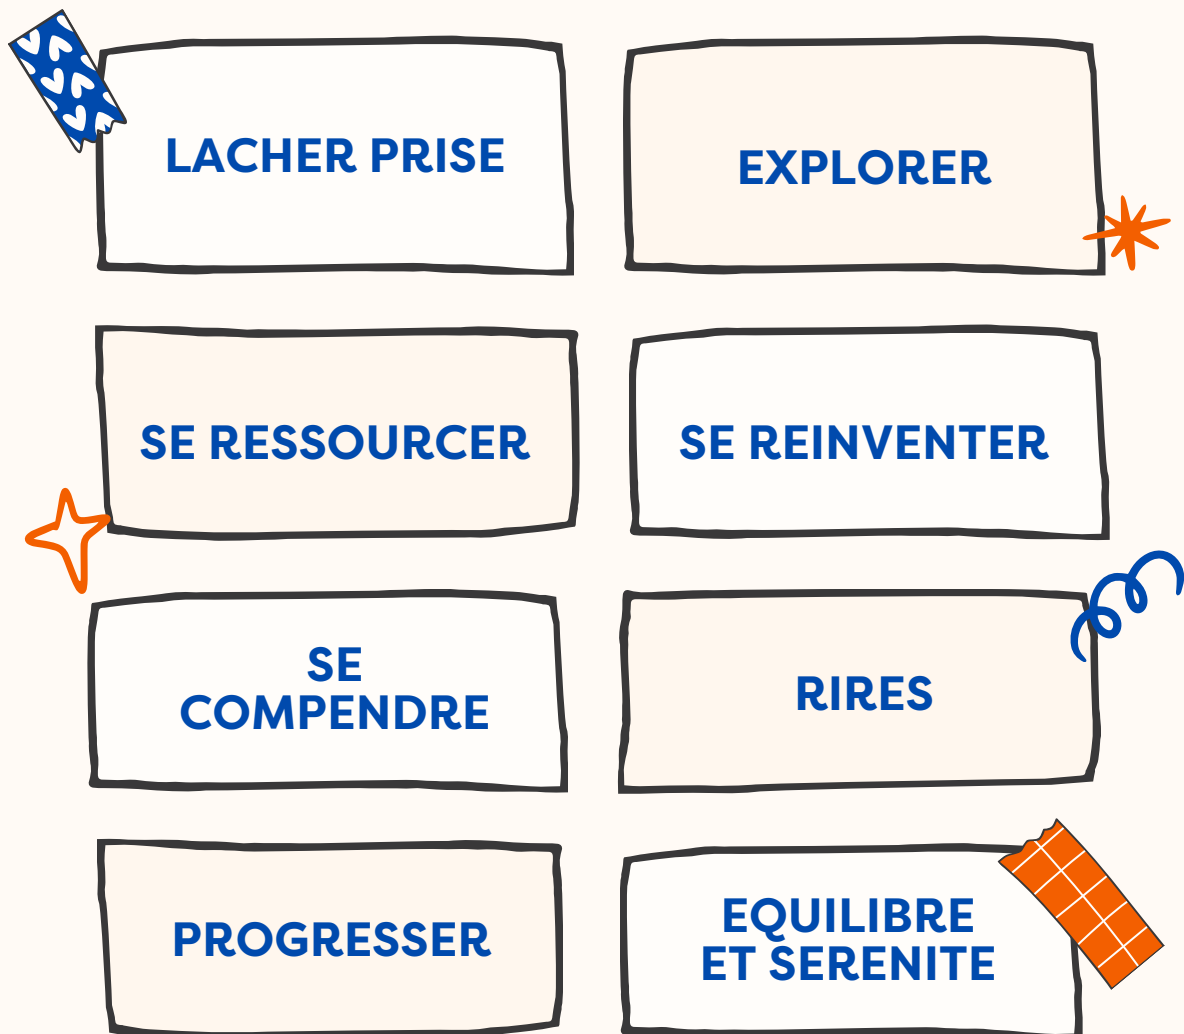 LACHER PRISE
EXPLORER
SE RESSOURCER
SE REINVENTER
SE
COMPENDRE
RIRES
PROGRESSER
EQUILIBRE
ET SERENITE